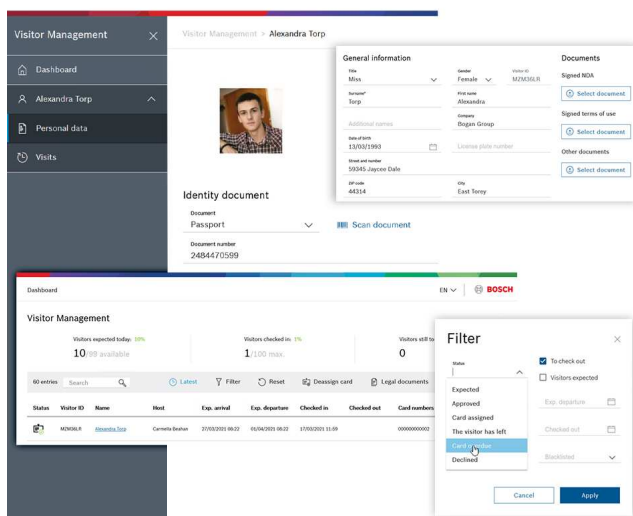 Visitor Management
Dashboard
Alexandra Torp
Personal data
Visits
Visitor Management > Alexandra Torp
Identity document
Document
Passport
Scan document
Document number
2484470599
General information
Title
Miss
Gender
Female
Visitor ID
MZM36LR
Surname*
Torp
First name
Alexandra
Additional names
Company
Bogan Group
Date of birth
13/03/1993
License plate number
Street and number
59345 Jaycee Dale
ZIP code
44314
City
East Torey
Documents
Signed NDA
Select document
Signed terms of use
Select document
Other documents
Select document
Dashboard
EN
BOSCH
Visitor Management
Visitors expected today: 10%
10/99 available
Visitors checked in: 1%
1/100 max.
Visitors still to
0
60 entries
Search
Latest
Filter
Reset
Deassign card
Legal documents
Status Visitor ID Name Host Exp. arrival Exp. departure Checked in Checked out Card numbers
MZM36LR Alexandra Torp Carmella Beahan 27/03/2021 08:22 01/04/2021 08:22 17/02/2021 11:59
Filter
Status
Expected
Approved
Card assigned
The visitor has left
Card
Declined
To check out
Visitors expected
Exp. departure
Checked out
Blacklisted
Cancel
Apply